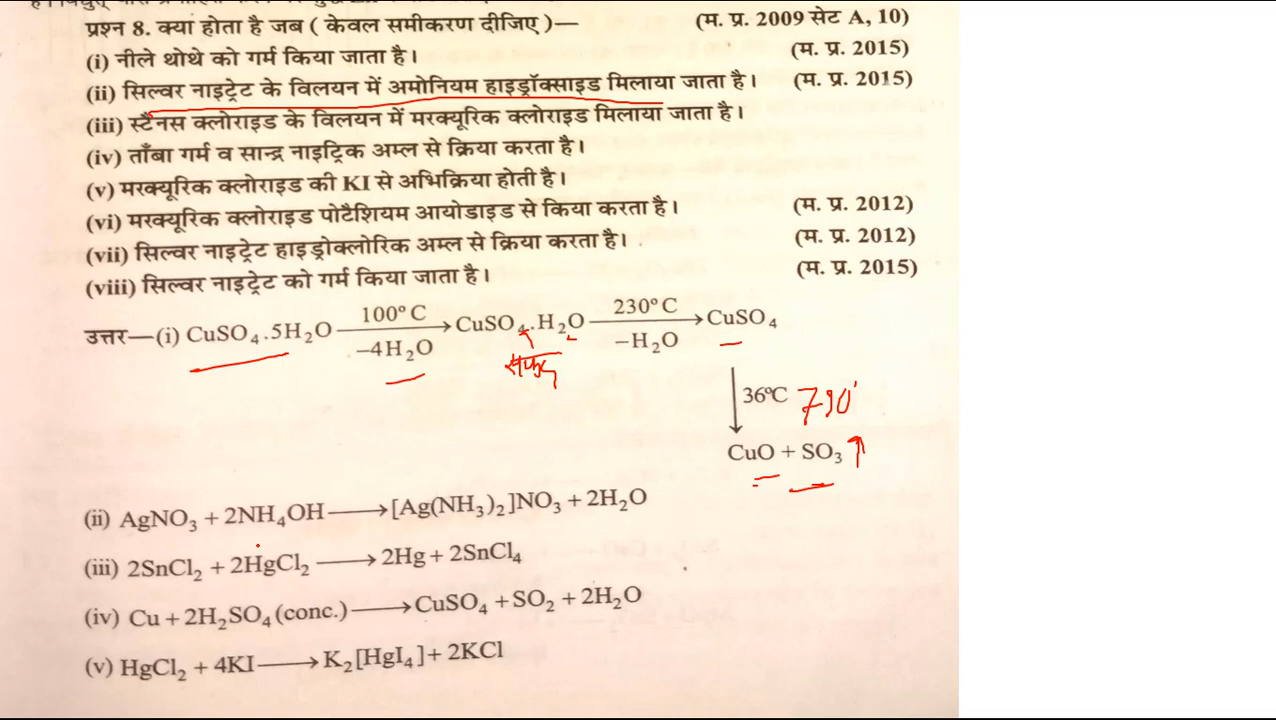 प्रश्न 8. क्या होता है जब ( केवल समीकरण दीजिए )— (म. प्र. 2009 सेट A, 10)
(i) नीले थोथे को गर्म किया जाता है। (म. प्र. 2015)
(ii) सिल्वर नाइट्रेट के विलयन में अमोनियम हाइड्रॉक्साइड मिलाया जाता है। (म. प्र. 2015)
(iii) स्टैनस क्लोराइड के विलयन में मरक्यूरिक क्लोराइड मिलाया जाता है।
(iv) ताँबा गर्म व सान्द्र नाइट्रिक अम्ल से क्रिया करता है।
(v) मरक्यूरिक क्लोराइड की KI से अभिक्रिया होती है।
(vi) मरक्यूरिक क्लोराइड पोटैशियम आयोडाइड से किया करता है। (म. प्र. 2012)
(vii) सिल्वर नाइट्रेट हाइड्रोक्लोरिक अम्ल से क्रिया करता है। (म. प्र. 2012)
(viii) सिल्वर नाइट्रेट को गर्म किया जाता है। (म. प्र. 2015)
उत्तर—(i) CuSO₄.5H₂O —100°C / –4H₂O→ CuSO₄.H₂O —230°C / –H₂O→ CuSO₄
सफेद
↓ 36°C 790°
CuO + SO₃ ↑
(ii) AgNO₃ + 2NH₄OH ⟶ [Ag(NH₃)₂]NO₃ + 2H₂O
(iii) 2SnCl₂ + 2HgCl₂ ⟶ 2Hg + 2SnCl₄
(iv) Cu + 2H₂SO₄ (conc.) ⟶ CuSO₄ + SO₂ + 2H₂O
(v) HgCl₂ + 4KI ⟶ K₂[HgI₄] + 2KCl